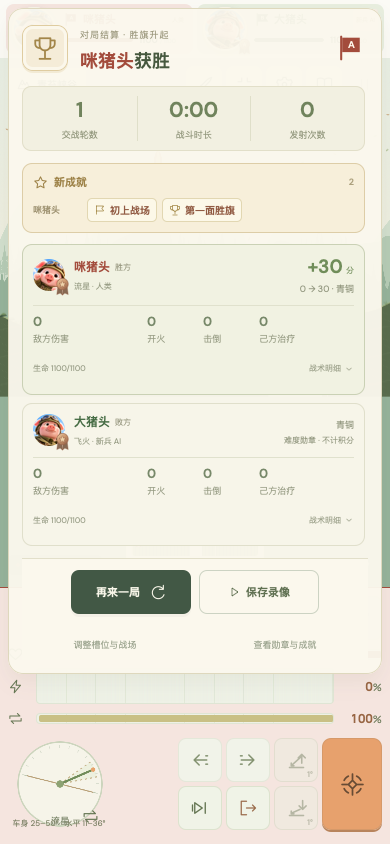 对局结算 · 胜旗升起
咪猪头获胜
A
1
0:00
0
交战轮数
战斗时长
发射次数
新成就
2
咪猪头
初上战场
第一面胜旗
咪猪头 胜方
+30 分
流星 · 人类
0 → 30 · 青铜
0
0
0
0
敌方伤害
开火
击倒
己方治疗
生命 1100/1100
战术明细
大猪头 败方
青铜
飞火 · 新兵 AI
难度勋章 · 不计积分
0
0
0
0
敌方伤害
开火
击倒
己方治疗
生命 1100/1100
战术明细
再来一局
保存录像
调整槽位与战场
查看勋章与成就
0%
100%
1°
1°